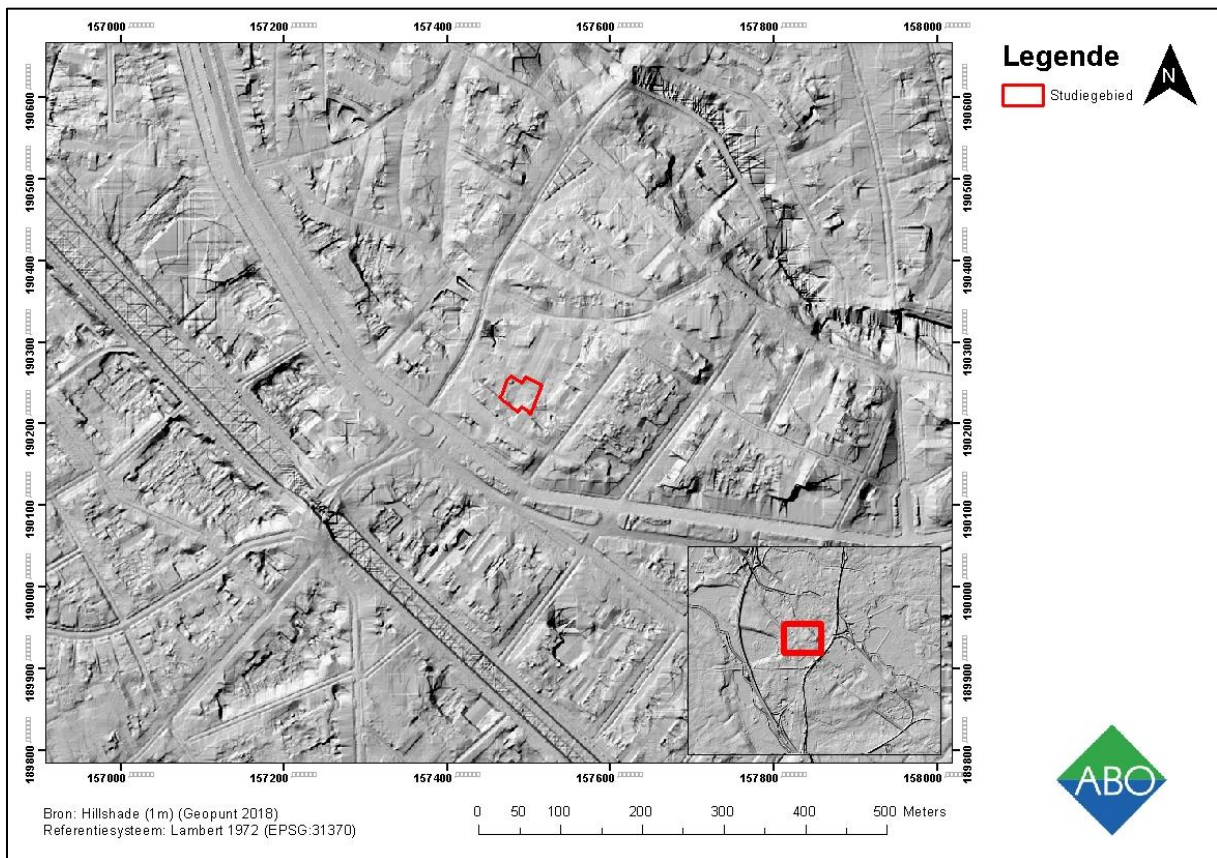 157000 157200 157400 157600 157800 158000
Legende
N
Studiegebied
190600 190600
190500 190500
190400 190400
190300 190300
190200 190200
190100 190100
190000 190000
189900 189900
189800 189800
157000 157200 157400 157600 157800 158000
ABO
Bron: Hillshade (1m) (Geopunt 2018)
Referentiesysteem: Lambert 1972 (EPSG:31370)
0 50 100 200 300 400 500 Meters